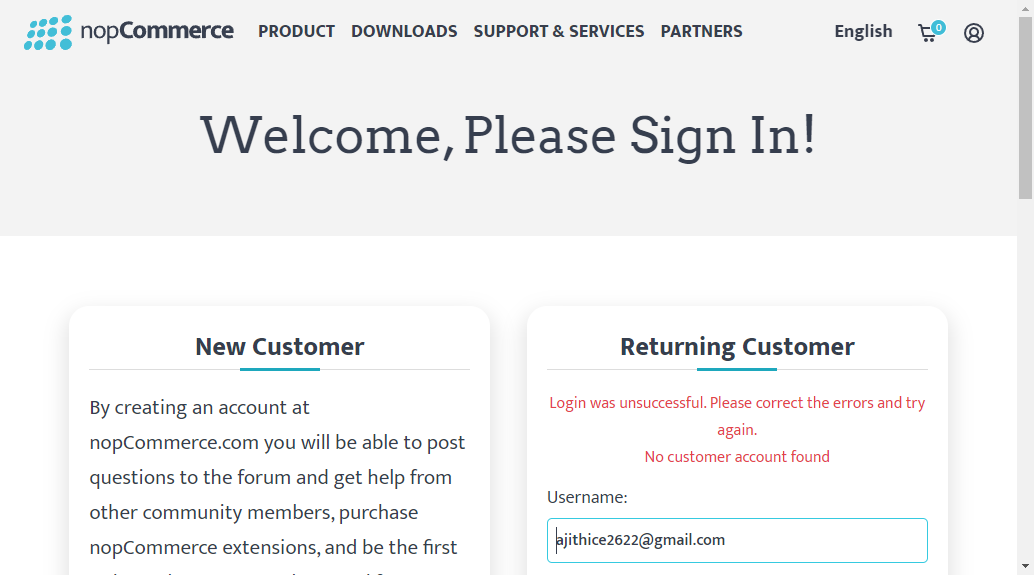 nopCommerce PRODUCT DOWNLOADS SUPPORT & SERVICES PARTNERS English 0
Welcome, Please Sign In!
New Customer
By creating an account at
nopCommerce.com you will be able to post
questions to the forum and get help from
other community members, purchase
nopCommerce extensions, and be the first
Returning Customer
Login was unsuccessful. Please correct the errors and try
again.
No customer account found
Username:
ajithice2622@gmail.com